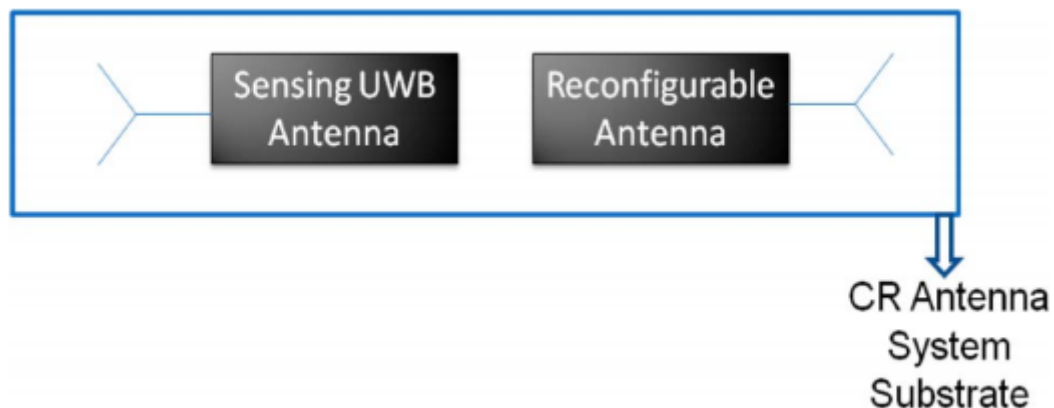 Sensing UWB
Antenna
Reconfigurable
Antenna
CR Antenna
System
Substrate